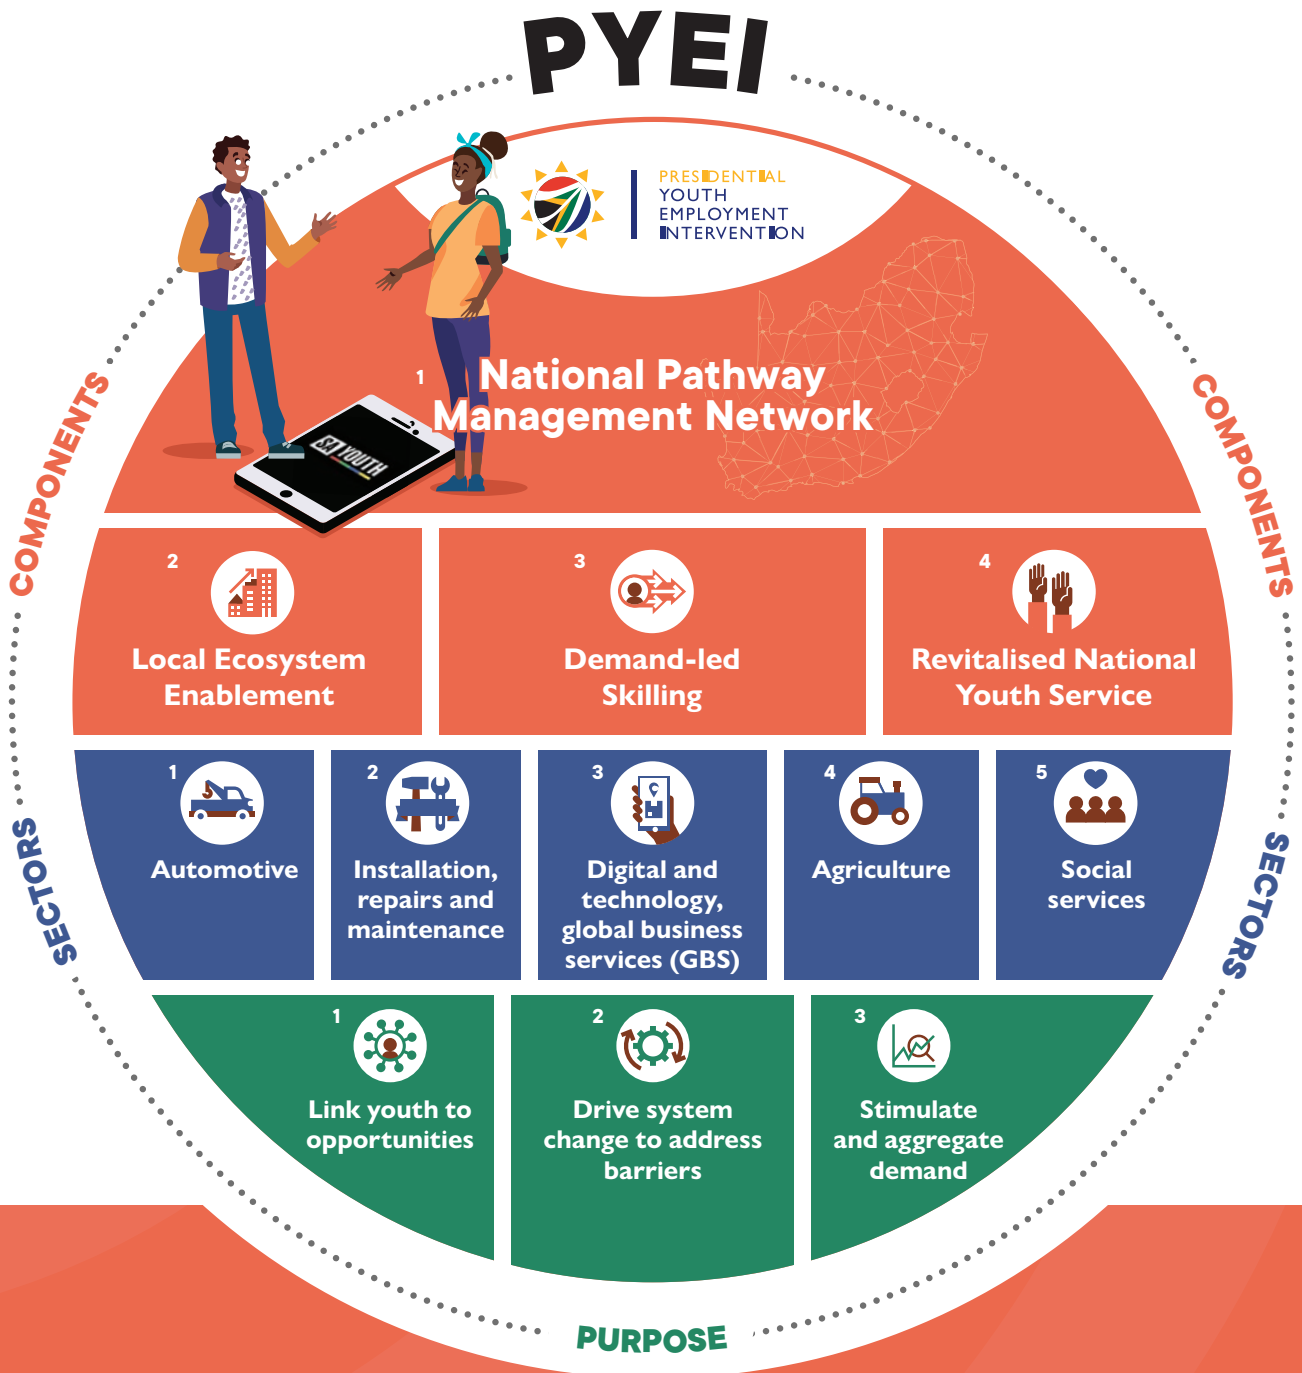 PYEI
PRESIDENTIAL
YOUTH
EMPLOYMENT
INTERVENTION
COMPONENTS
COMPONENTS
1
National Pathway
Management Network
SA YOUTH
2
Local Ecosystem
Enablement
3
Demand-led
Skilling
4
Revitalised National
Youth Service
SECTORS
SECTORS
1
Automotive
2
Installation,
repairs and
maintenance
3
Digital and
technology,
global business
services (GBS)
4
Agriculture
5
Social
services
1
Link youth to
opportunities
2
Drive system
change to address
barriers
3
Stimulate
and aggregate
demand
PURPOSE